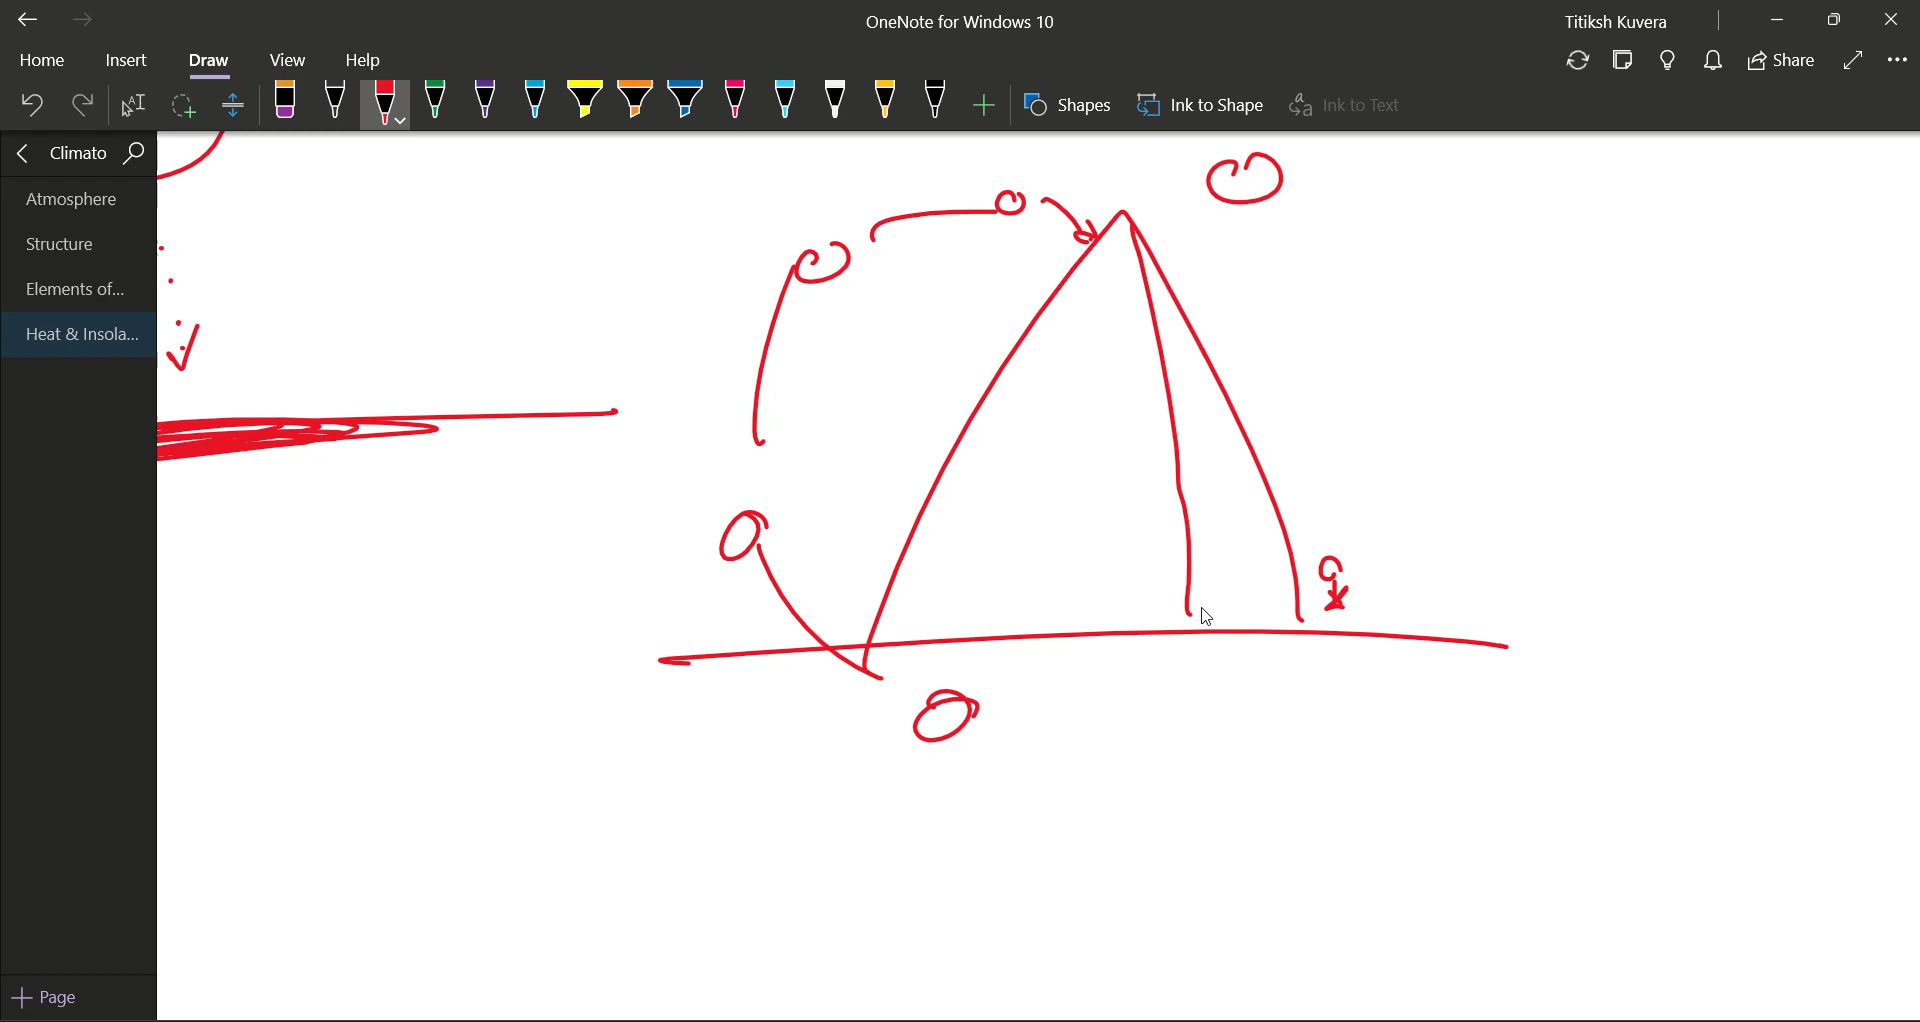 OneNote for Windows 10
Titiksh Kuvera
Home Insert Draw View Help
Share
Shapes Ink to Shape Ink to Text
Climato
Atmosphere
Structure
Elements of...
Heat & Insola...
Page